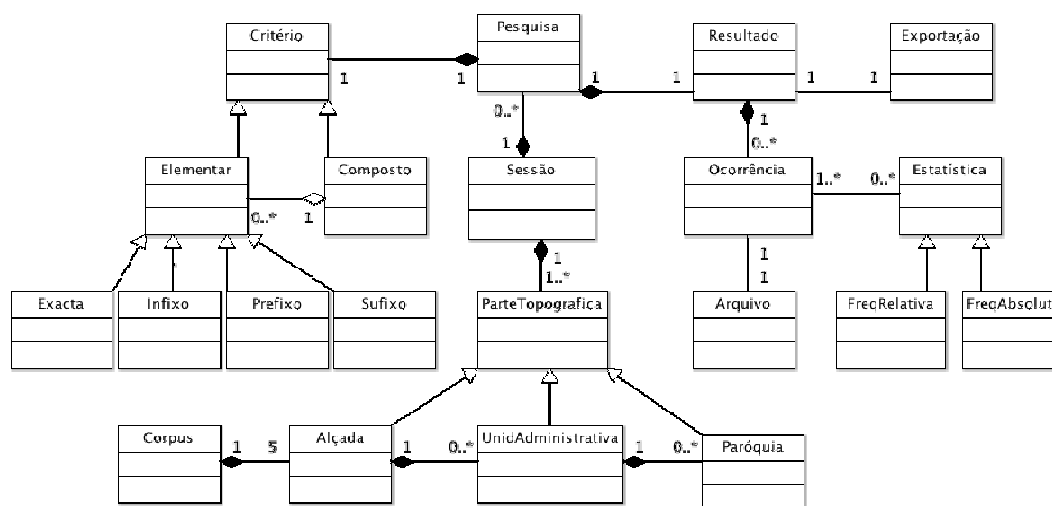 Critério
Pesquisa
Resultado
Exportação
1
1
1
1
1
1
0..*
1
1
0..*
Elementar
Composto
Sessão
Ocorrência
Estatística
0..*
1
1..*
0..*
1
1..*
1
1
Exacta
Infixo
Prefixo
Sufixo
ParteTopografica
Arquivo
FreqRelativa
FreqAbsolut
Corpus
Alçada
UnidAdministrativa
Paróquia
1
5
1
0..*
1
0..*